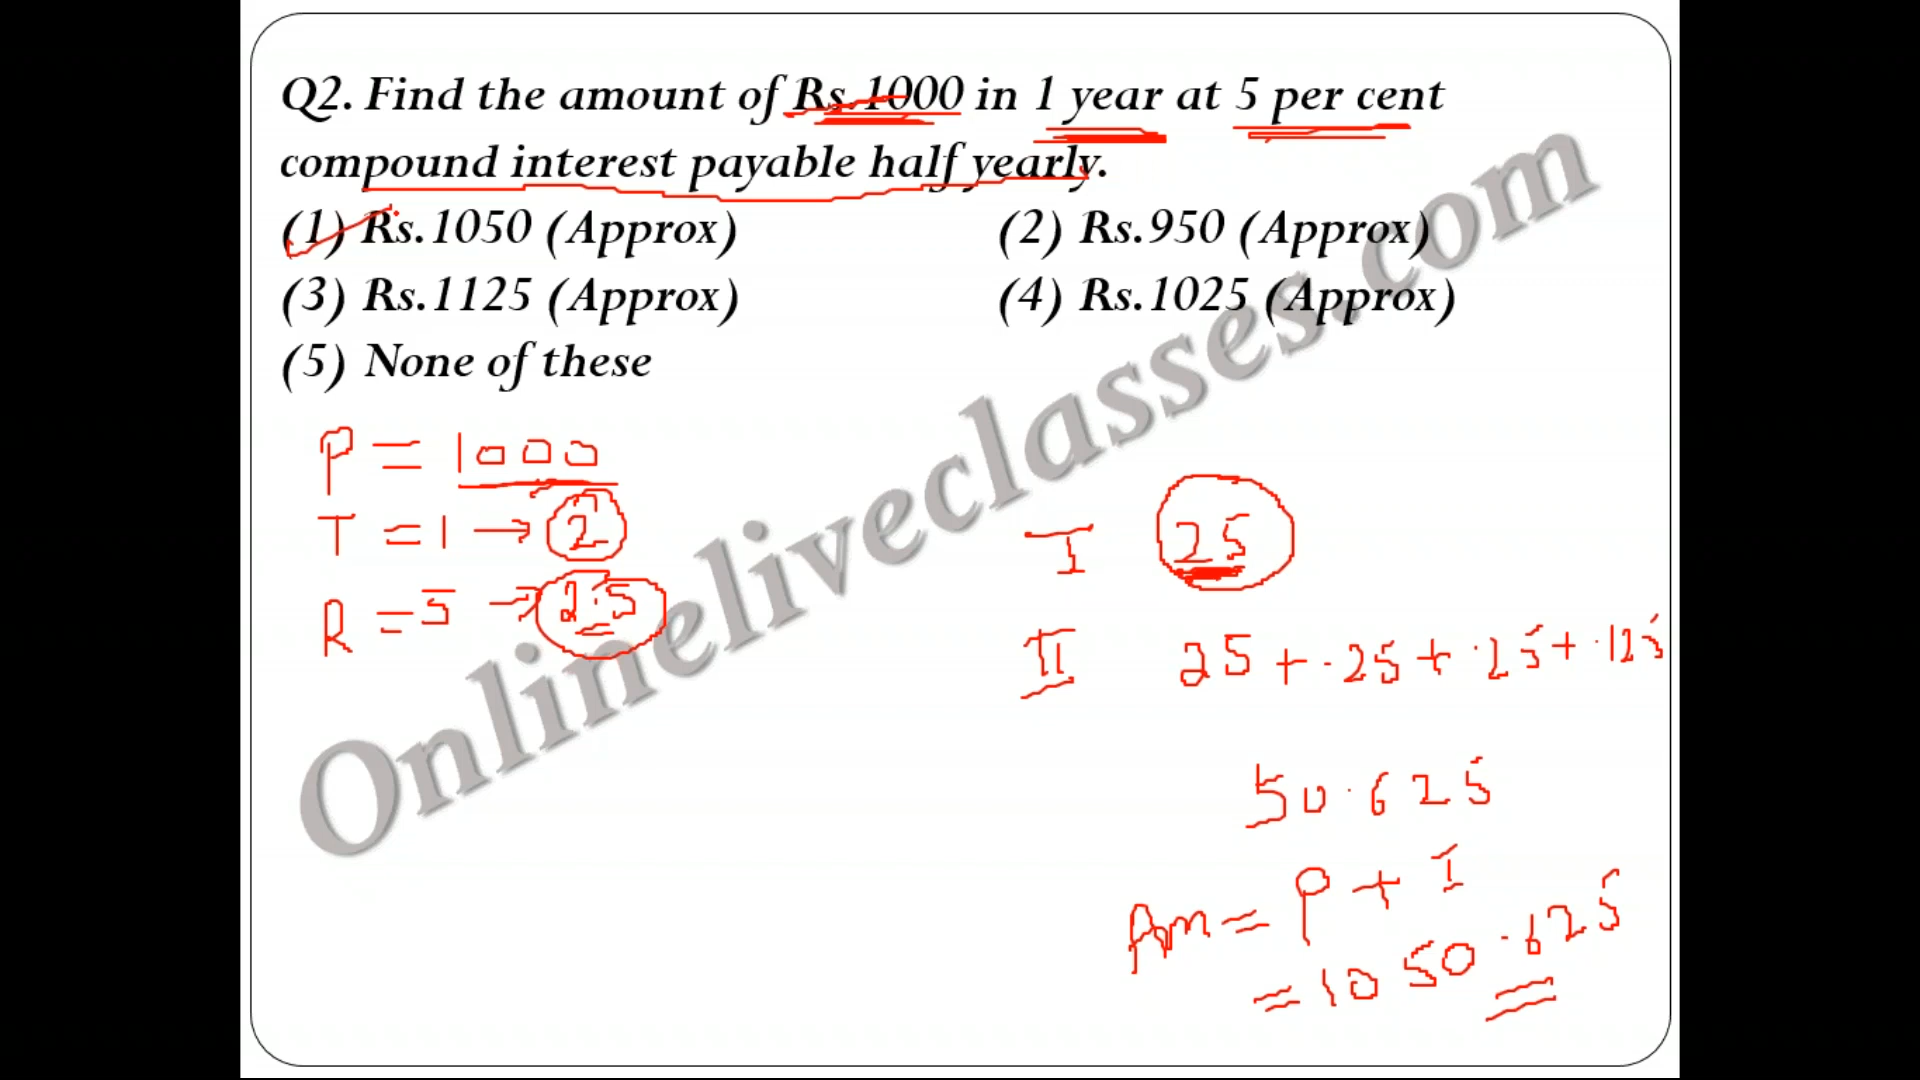 Q2. Find the amount of Rs.1000 in 1 year at 5 per cent
compound interest payable half yearly.
(1) Rs.1050 (Approx) (2) Rs.950 (Approx)
(3) Rs.1125 (Approx) (4) Rs.1025 (Approx)
(5) None of these
P = 1000
T = 1 → 2
R = 5 → 2.5
I 25
II 25 + .25 + .25 + .125
50.625
Am = P + I
= 1050.625
Onlineliveclasses.com